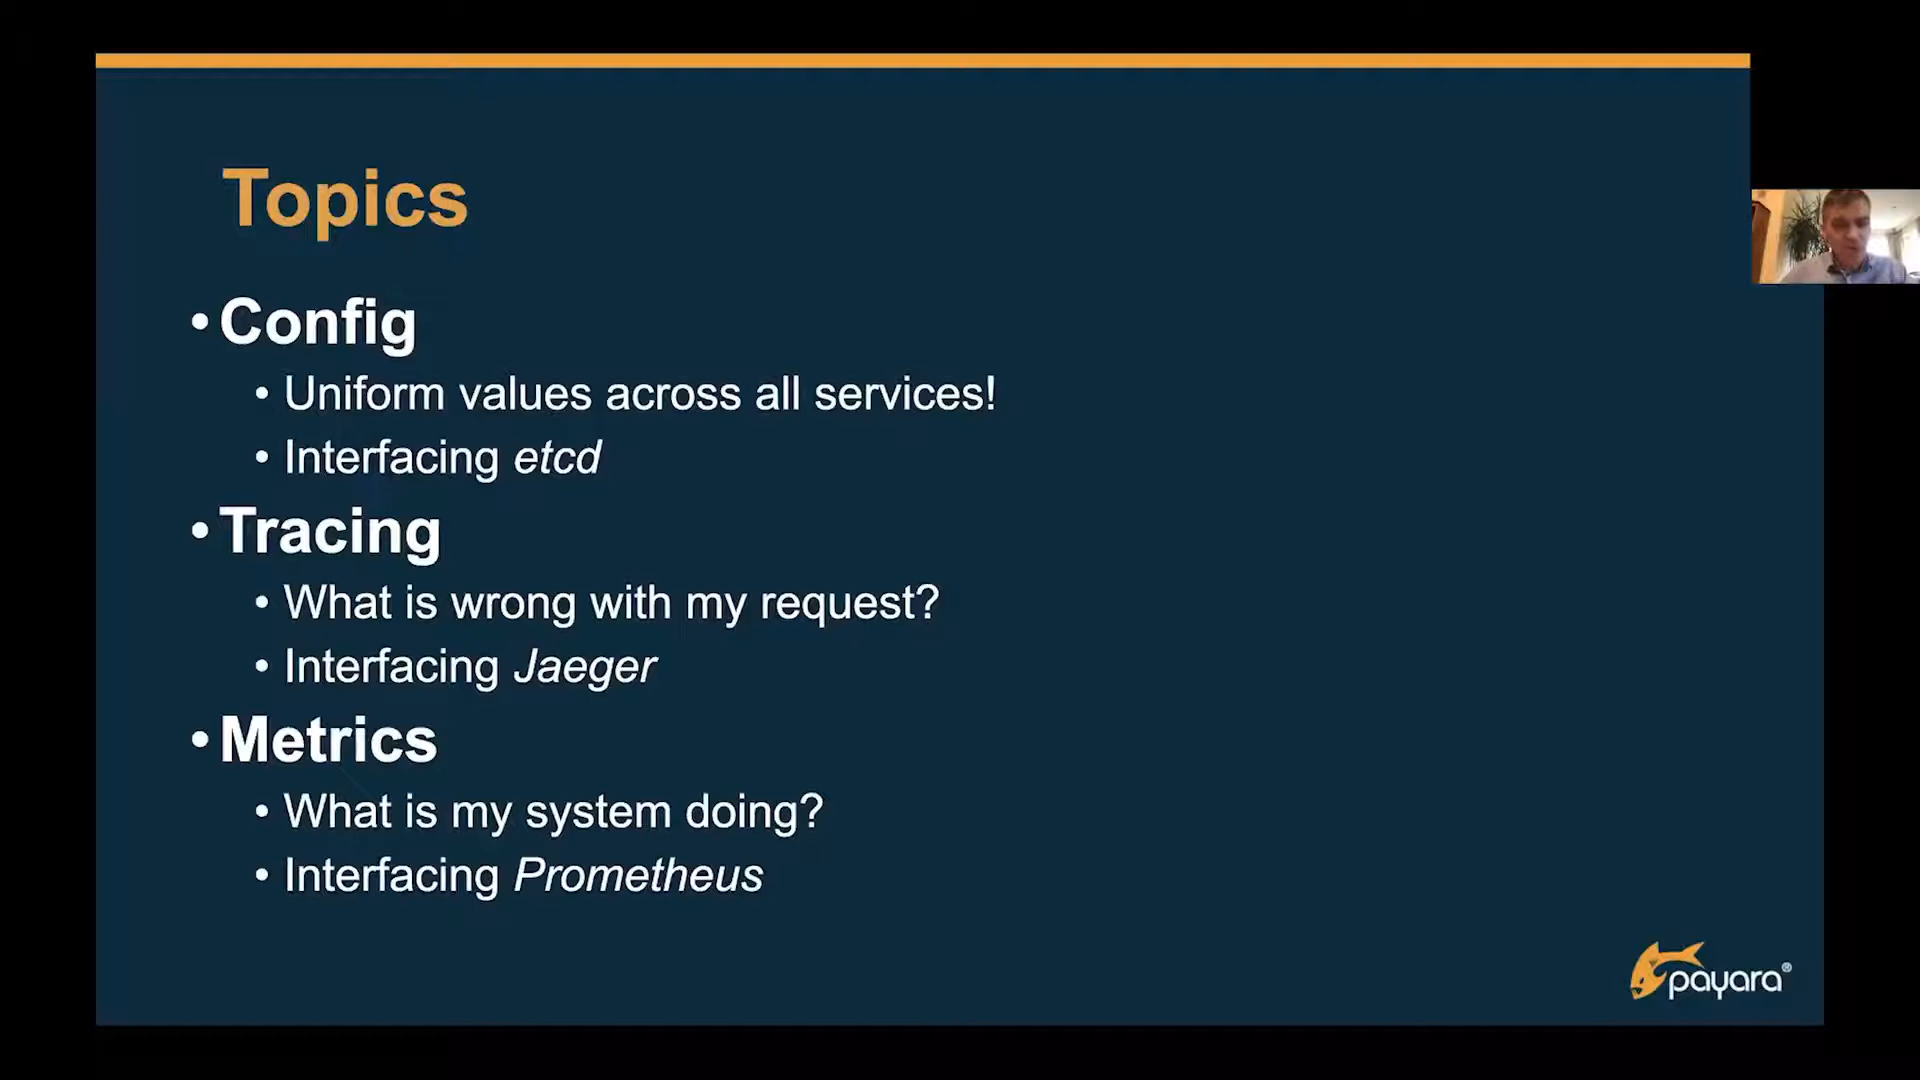 Topics
• Config
• Uniform values across all services!
• Interfacing etcd
• Tracing
• What is wrong with my request?
• Interfacing Jaeger
• Metrics
• What is my system doing?
• Interfacing Prometheus
payara®